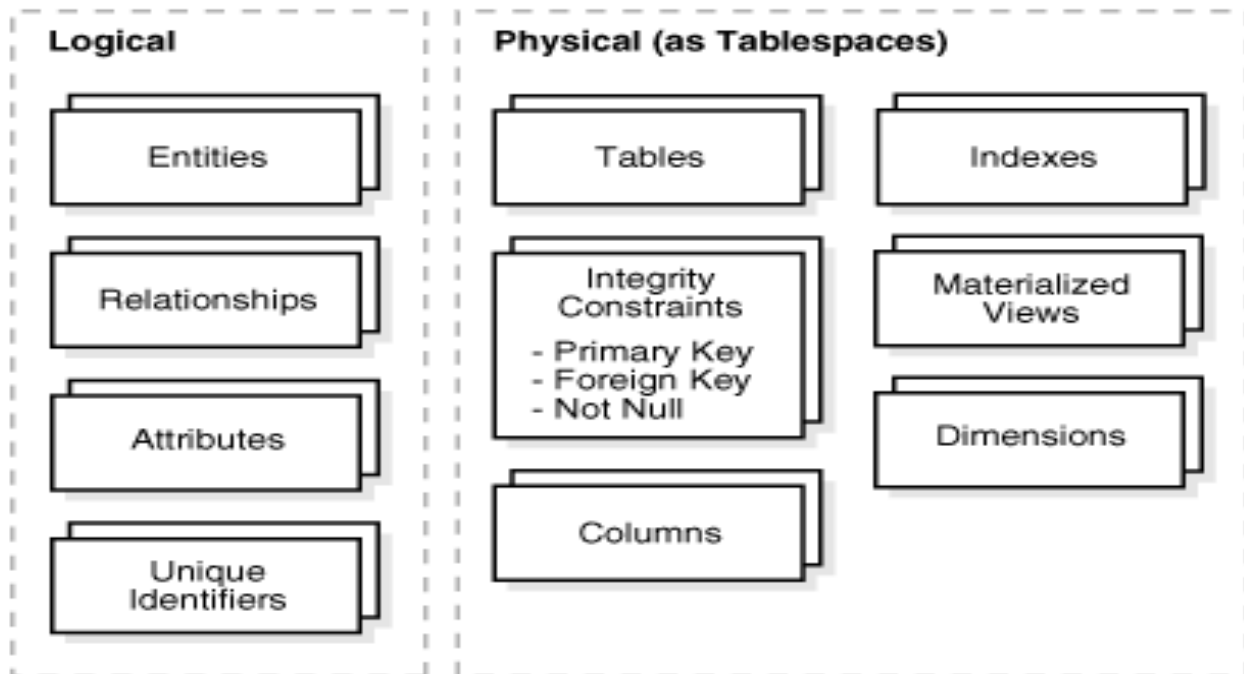 Logical
Entities
Relationships
Attributes
Unique
Identifiers
Physical (as Tablespaces)
Tables
Integrity
Constraints
- Primary Key
- Foreign Key
- Not Null
Columns
Indexes
Materialized
Views
Dimensions